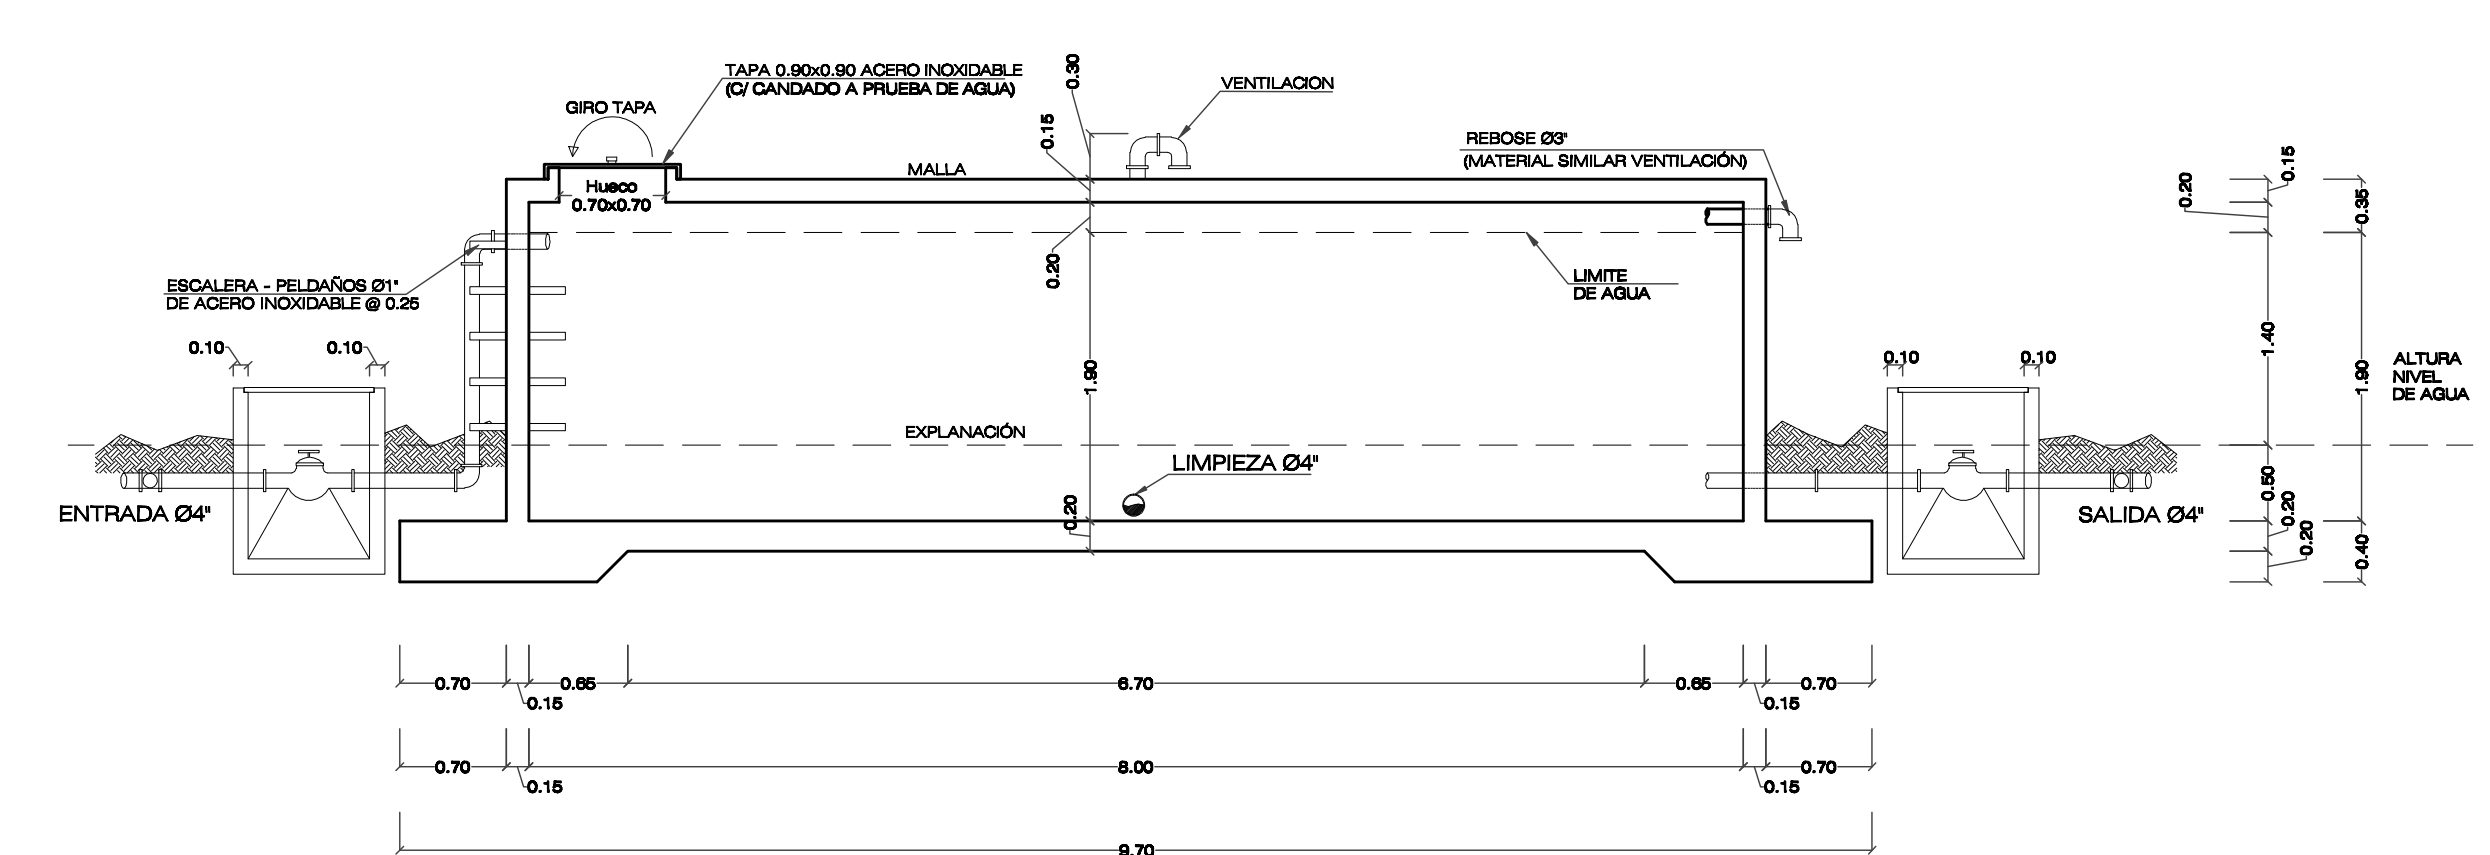 TAPA 0.90x0.90 ACERO INOXIDABLE
(C/ CANDADO A PRUEBA DE AGUA)
GIRO TAPA
0.30
0.15
VENTILACION
REBOSE Ø3"
(MATERIAL SIMILAR VENTILACIÓN)
MALLA
Hueco
0.70x0.70
0.20
0.15
0.20
0.35
ESCALERA - PELDAÑOS Ø1"
DE ACERO INOXIDABLE @ 0.25
LIMITE
DE AGUA
0.10
0.10
0.10
0.10
1.90
1.40
1.90
ALTURA
NIVEL
DE AGUA
EXPLANACIÓN
LIMPIEZA Ø4"
0.20
0.50
0.20
0.20
0.40
ENTRADA Ø4"
SALIDA Ø4"
0.70
0.15
0.65
6.70
0.65
0.15
0.70
0.70
0.15
8.00
0.15
0.70
9.70